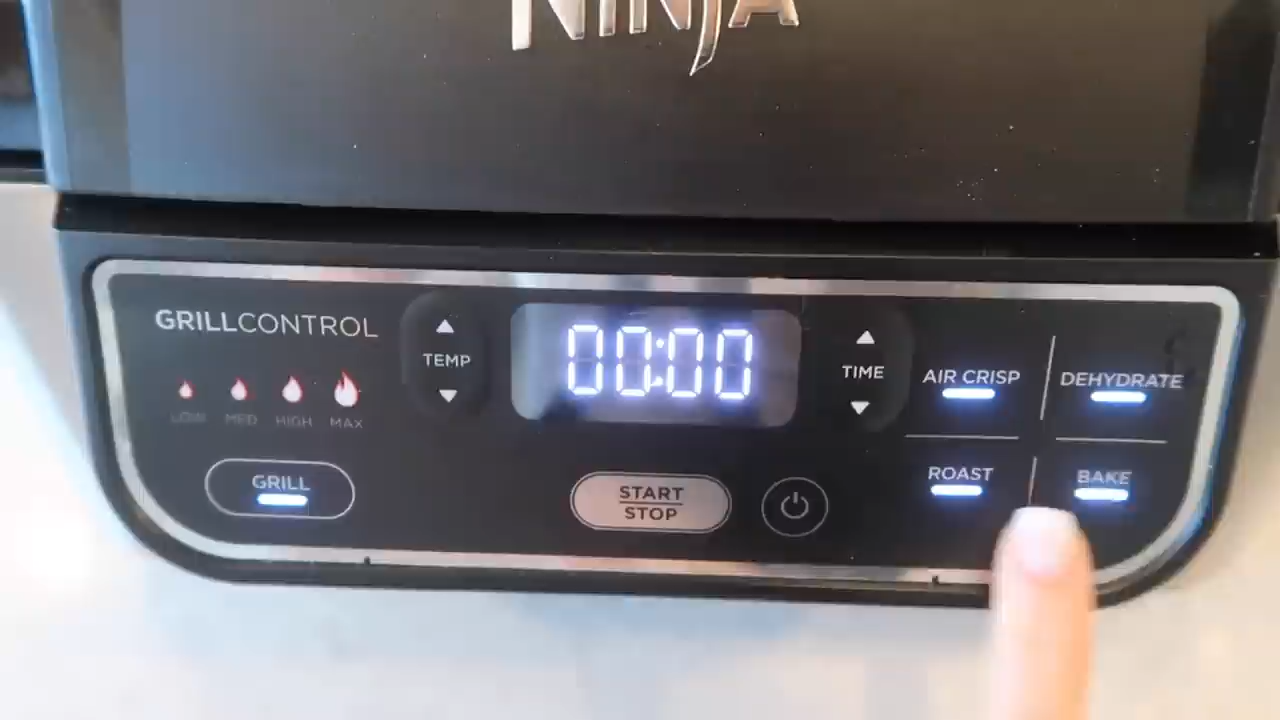 NINJA
GRILLCONTROL
TEMP
00:00
TIME
AIR CRISP
DEHYDRATE
LOW
MED
HIGH
MAX
GRILL
START
STOP
ROAST
BAKE